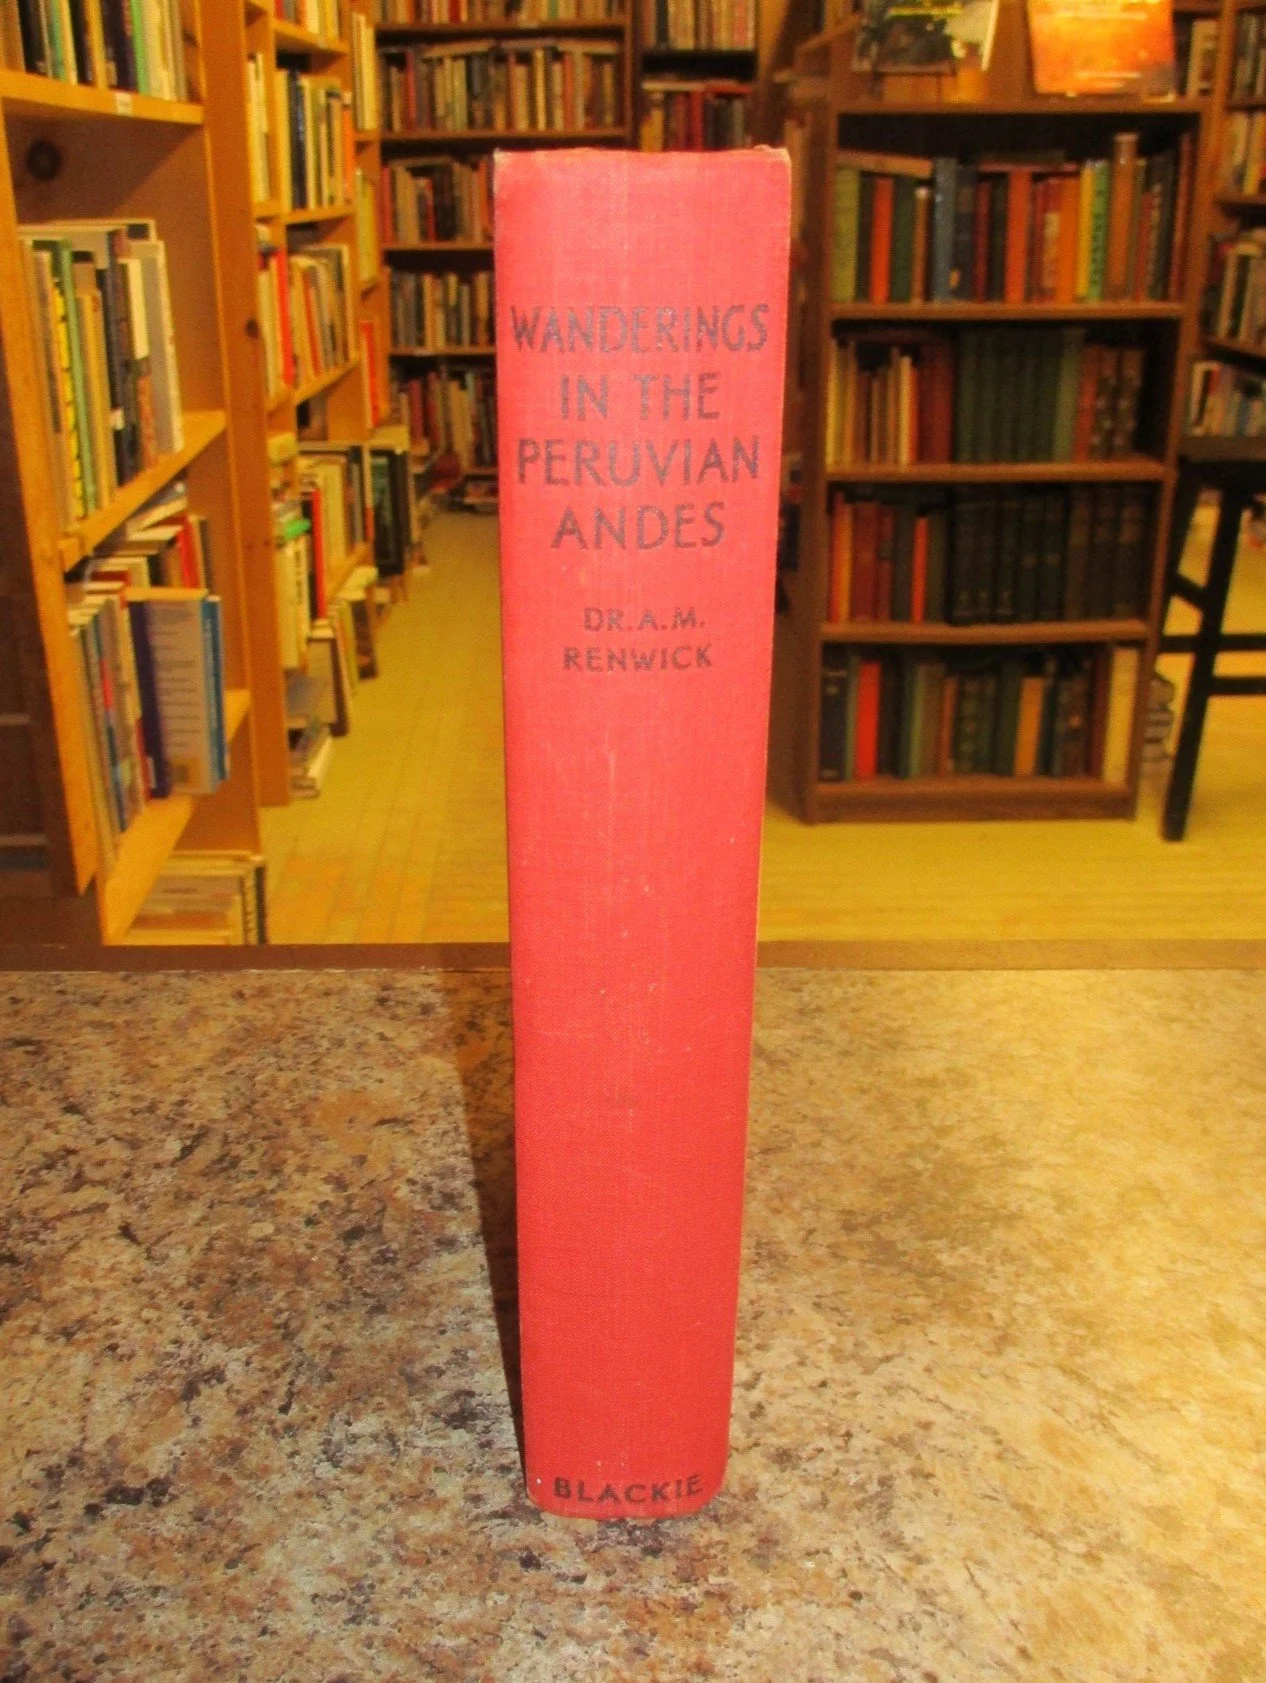 WANDERINGS
IN THE
PERUVIAN
ANDES
DR. A. M.
RENWICK
BLACKIE